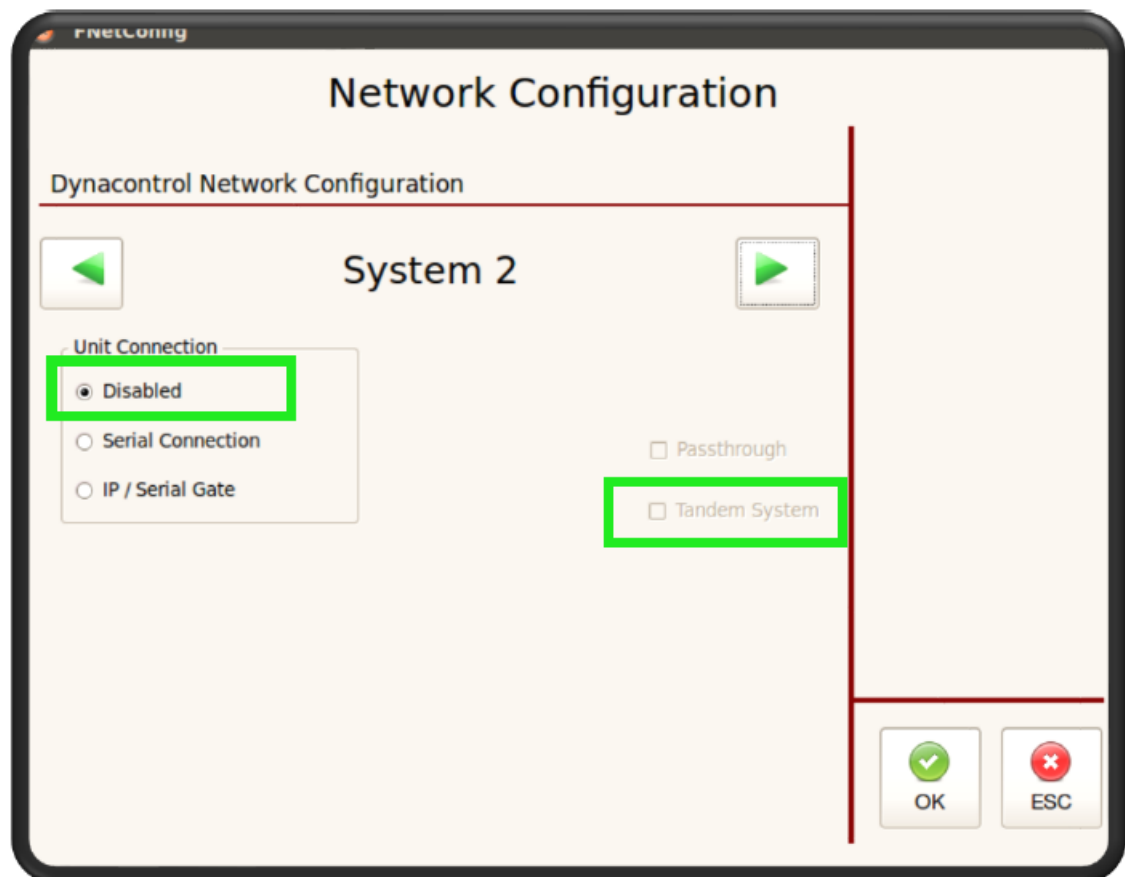 FNetConfig
Network Configuration
Dynacontrol Network Configuration
System 2
Unit Connection
Disabled
Serial Connection
IP / Serial Gate
Passthrough
Tandem System
OK
ESC